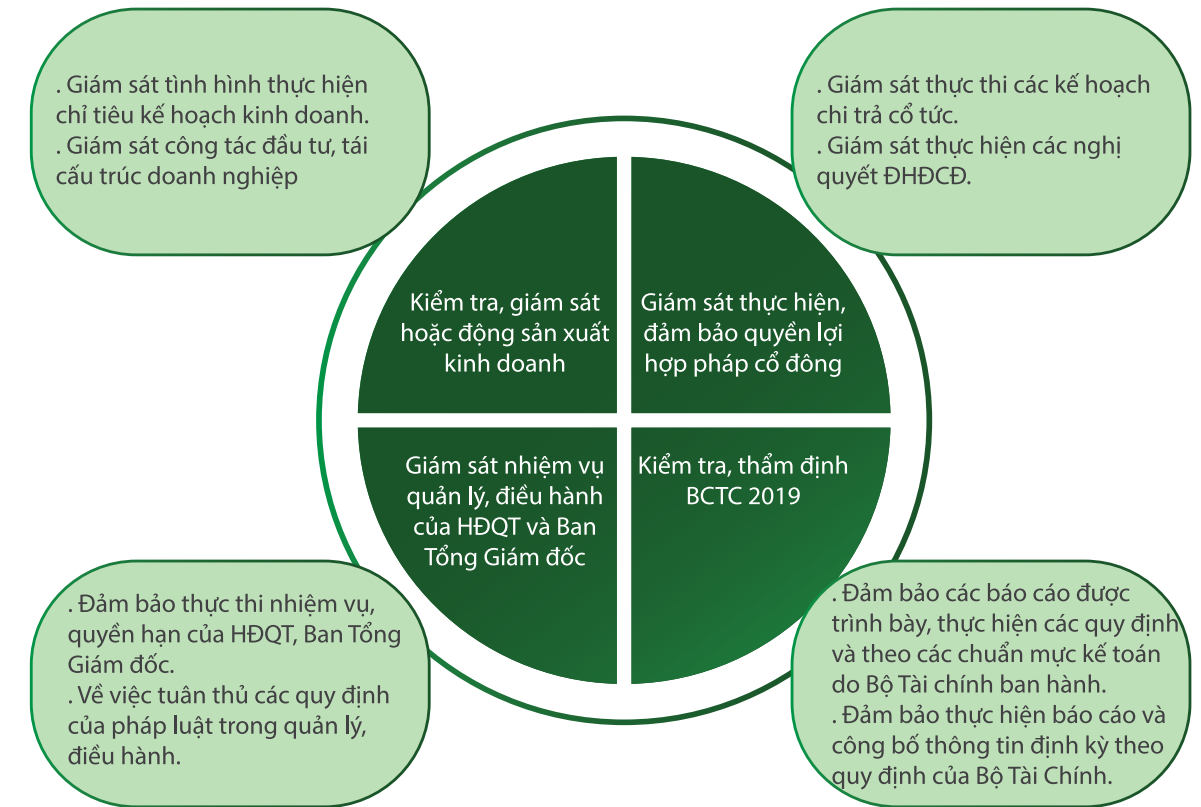 . Giám sát tình hình thực hiện
chỉ tiêu kế hoạch kinh doanh.
. Giám sát công tác đầu tư, tái
cấu trúc doanh nghiệp
. Giám sát thực thi các kế hoạch
chi trả cổ tức.
. Giám sát thực hiện các nghị
quyết ĐHĐCĐ.
Kiểm tra, giám sát
hoặc động sản xuất
kinh doanh
Giám sát thực hiện,
đảm bảo quyền lợi
hợp pháp cổ đông
Giám sát nhiệm vụ
quản lý, điều hành
của HĐQT và Ban
Tổng Giám đốc
Kiểm tra, thẩm định
BCTC 2019
. Đảm bảo thực thi nhiệm vụ,
quyền hạn của HĐQT, Ban Tổng
Giám đốc.
. Về việc tuân thủ các quy định
của pháp luật trong quản lý,
điều hành.
. Đảm bảo các báo cáo được
trình bày, thực hiện các quy định
và theo các chuẩn mực kế toán
do Bộ Tài chính ban hành.
. Đảm bảo thực hiện báo cáo và
công bố thông tin định kỳ theo
quy định của Bộ Tài Chính.